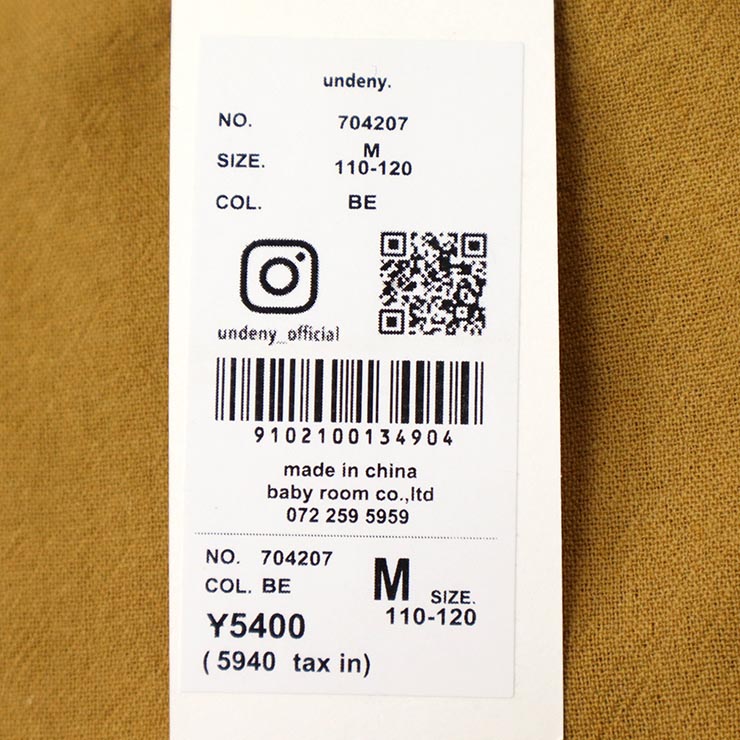 undeny.
NO. 704207
SIZE. M
110-120
COL. BE
undeny_official
9102100134904
made in china
baby room co.,ltd
072 259 5959
NO. 704207
COL. BE
M SIZE.
110-120
¥5400
( 5940 tax in)